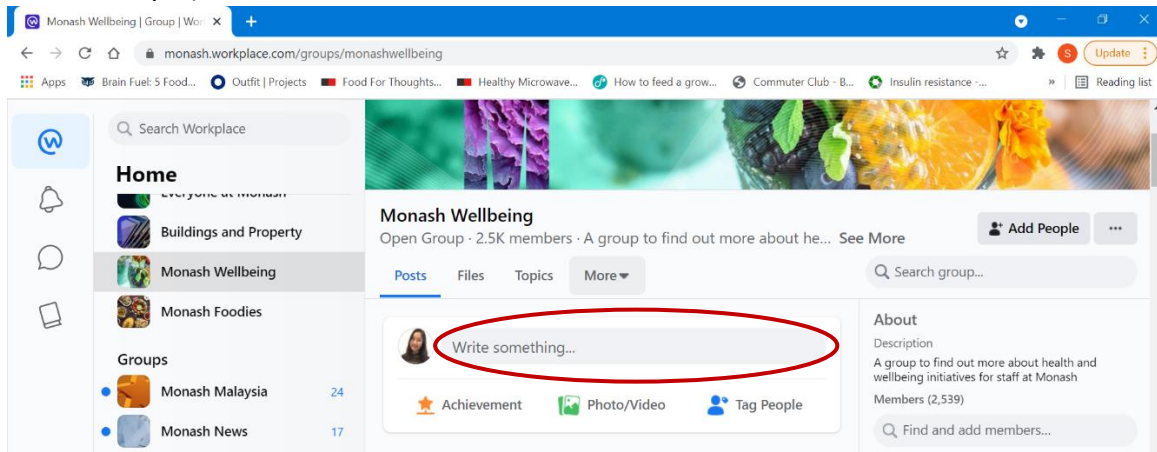 Monash Wellbeing | Group | Wor
monash.workplace.com/groups/monashwellbeing
S
Update
Apps
Brain Fuel: 5 Food...
Outfit | Projects
Food For Thoughts...
Healthy Microwave...
How to feed a grow...
Commuter Club - B...
Insulin resistance -...
»
Reading list
Search Workplace
Home
Everyone at Monash
Buildings and Property
Monash Wellbeing
Monash Foodies
Groups
Monash Malaysia 24
Monash News 17
Monash Wellbeing
Open Group · 2.5K members · A group to find out more about he... See More
Add People
Posts Files Topics More
Search group...
Write something...
Achievement Photo/Video Tag People
About
Description
A group to find out more about health and
wellbeing initiatives for staff at Monash
Members (2,539)
Find and add members...